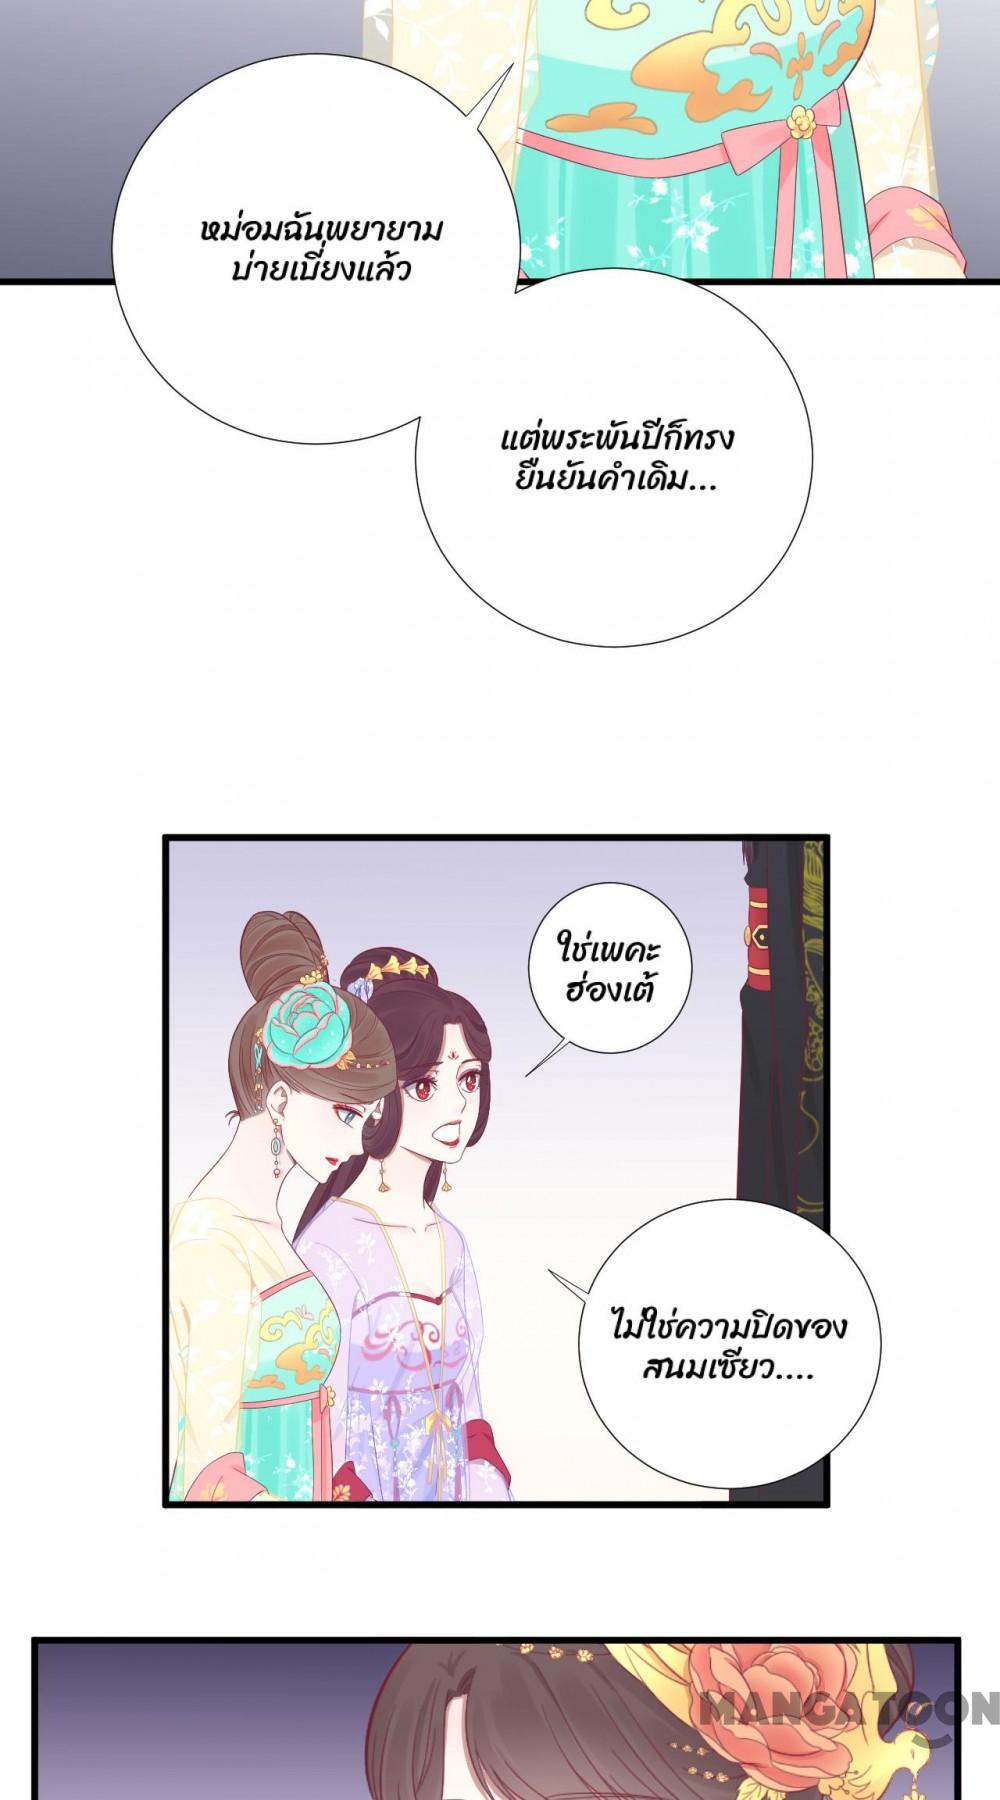 หม่อมฉันพยายาม
บ่ายเบี่ยงแล้ว
แต่พระพันปีก็ทรง
ยืนยันคำเดิม...
ใช่เพคะ
ฮ่องเต้
ไม่ใช่ความปิดของ
สนมเซียว....
MANGATOON